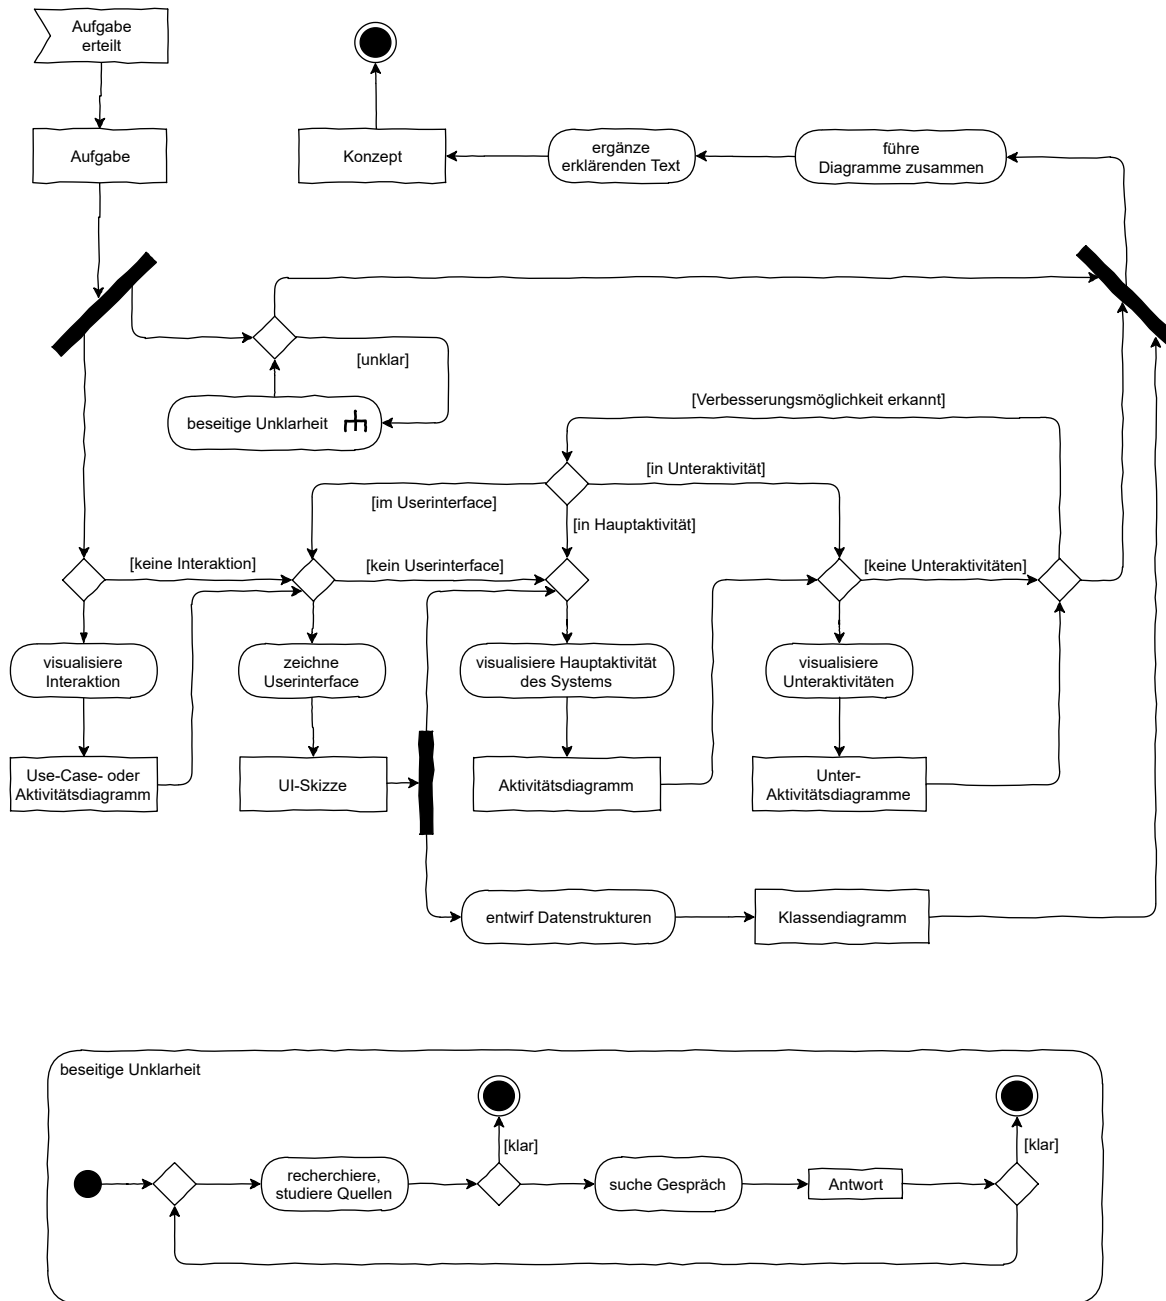 Aufgabe
erteilt
Aufgabe
Konzept
ergänze
erklärenden Text
führe
Diagramme zusammen
[unklar]
beseitige Unklarheit
[Verbesserungsmöglichkeit erkannt]
[in Unteraktivität]
[im Userinterface]
[in Hauptaktivität]
[keine Interaktion]
[kein Userinterface]
[keine Unteraktivitäten]
visualisiere
Interaktion
zeichne
Userinterface
visualisiere Hauptaktivität
des Systems
visualisiere
Unteraktivitäten
Use-Case- oder
Aktivitätsdiagramm
UI-Skizze
Aktivitätsdiagramm
Unter-
Aktivitätsdiagramme
entwirf Datenstrukturen
Klassendiagramm
beseitige Unklarheit
[klar]
[klar]
recherchiere,
studiere Quellen
suche Gespräch
Antwort